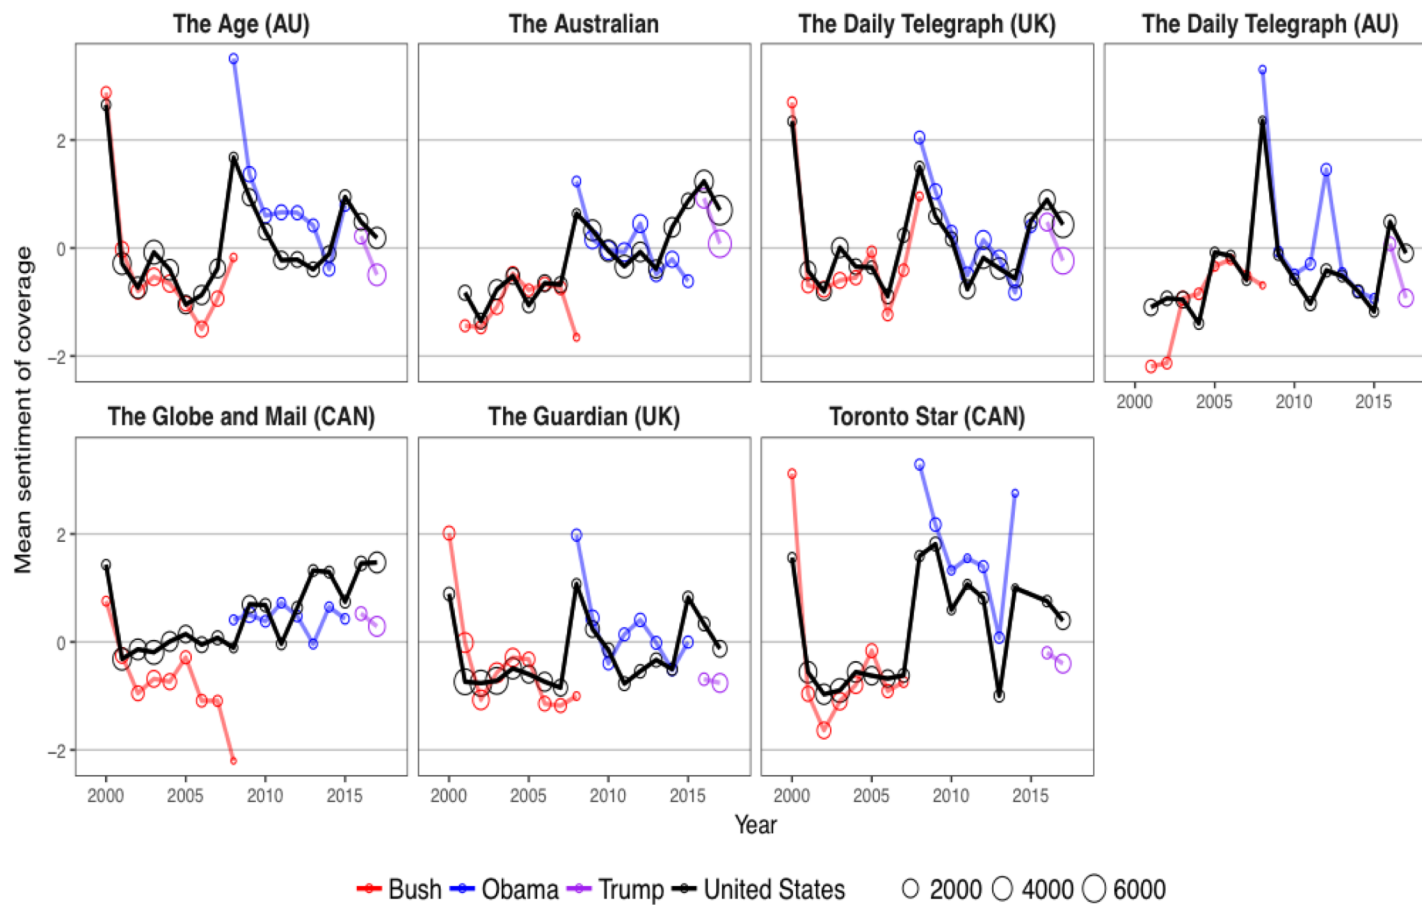 The Age (AU) The Australian The Daily Telegraph (UK) The Daily Telegraph (AU)
2
0
−2
2000 2005 2010 2015
The Globe and Mail (CAN) The Guardian (UK) Toronto Star (CAN)
Mean sentiment of coverage
2
0
−2
2000 2005 2010 2015 2000 2005 2010 2015 2000 2005 2010 2015
Year
Bush Obama Trump United States 2000 4000 6000